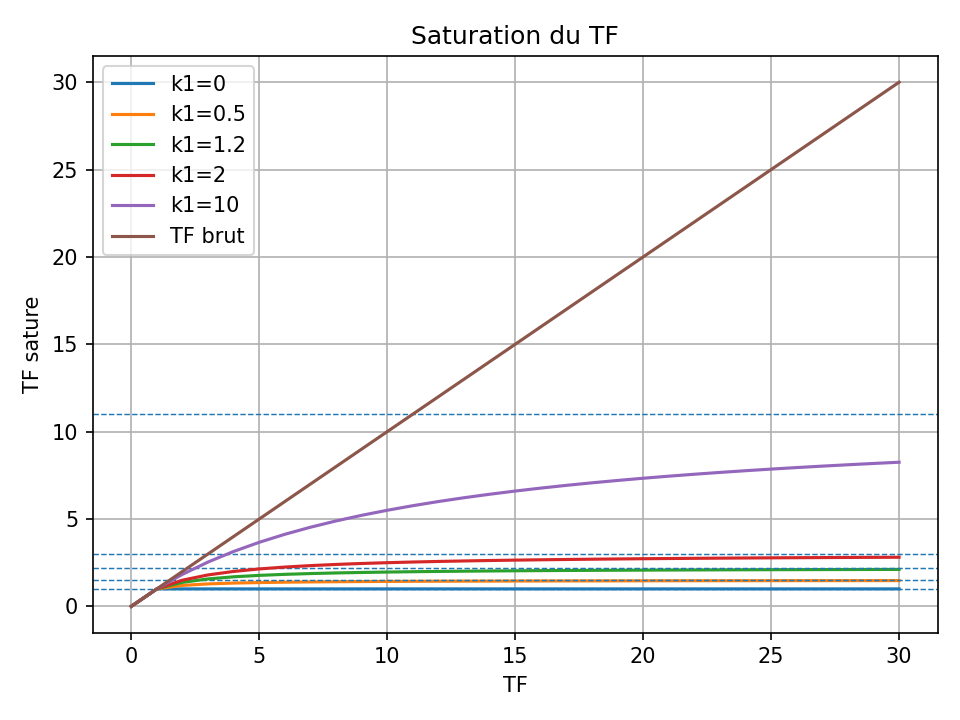 Saturation du TF
k1=0
k1=0.5
k1=1.2
k1=2
k1=10
TF brut
TF sature
30
25
20
15
10
5
0
0 5 10 15 20 25 30
TF